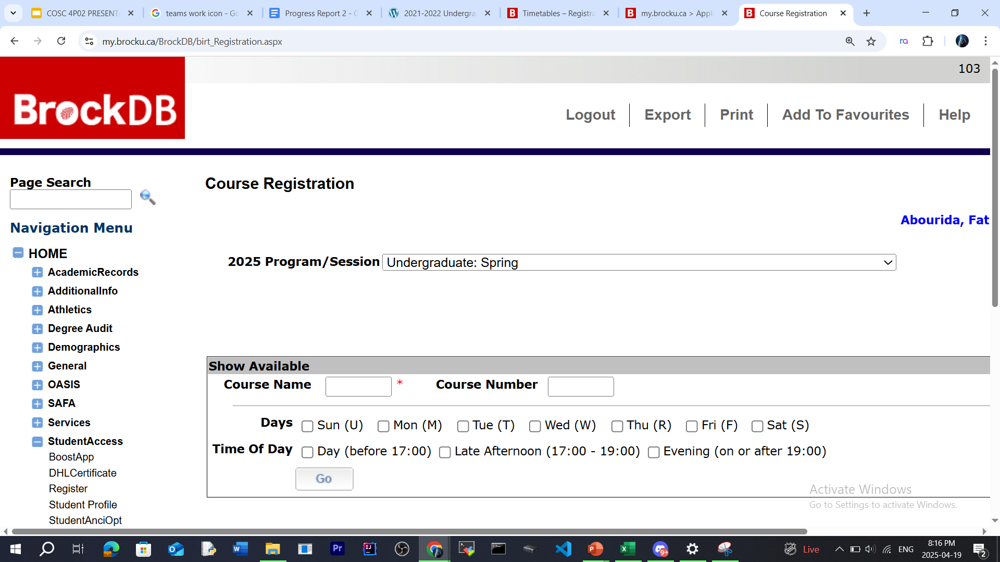 COSC 4P02 PRESENT
teams work icon - Go
Progress Report 2 - G
2021-2022 Undergra
Timetables – Registra
my.brocku.ca > Appli
Course Registration
my.brocku.ca/BrockDB/birt_Registration.aspx
103
BrockDB
Logout
Export
Print
Add To Favourites
Help
Page Search
Course Registration
Abourida, Fat
Navigation Menu
2025 Program/Session Undergraduate: Spring
HOME
AcademicRecords
AdditionalInfo
Athletics
Degree Audit
Demographics
General
OASIS
SAFA
Services
StudentAccess
BoostApp
DHLCertificate
Register
Student Profile
StudentAnciOpt
Show Available
Course Name * Course Number
Days Sun (U) Mon (M) Tue (T) Wed (W) Thu (R) Fri (F) Sat (S)
Time Of Day Day (before 17:00) Late Afternoon (17:00 - 19:00) Evening (on or after 19:00)
Go
Activate Windows
Go to Settings to activate Windows.
Live
ENG
8:16 PM
2025-04-19
2
9+
Pr
IJ